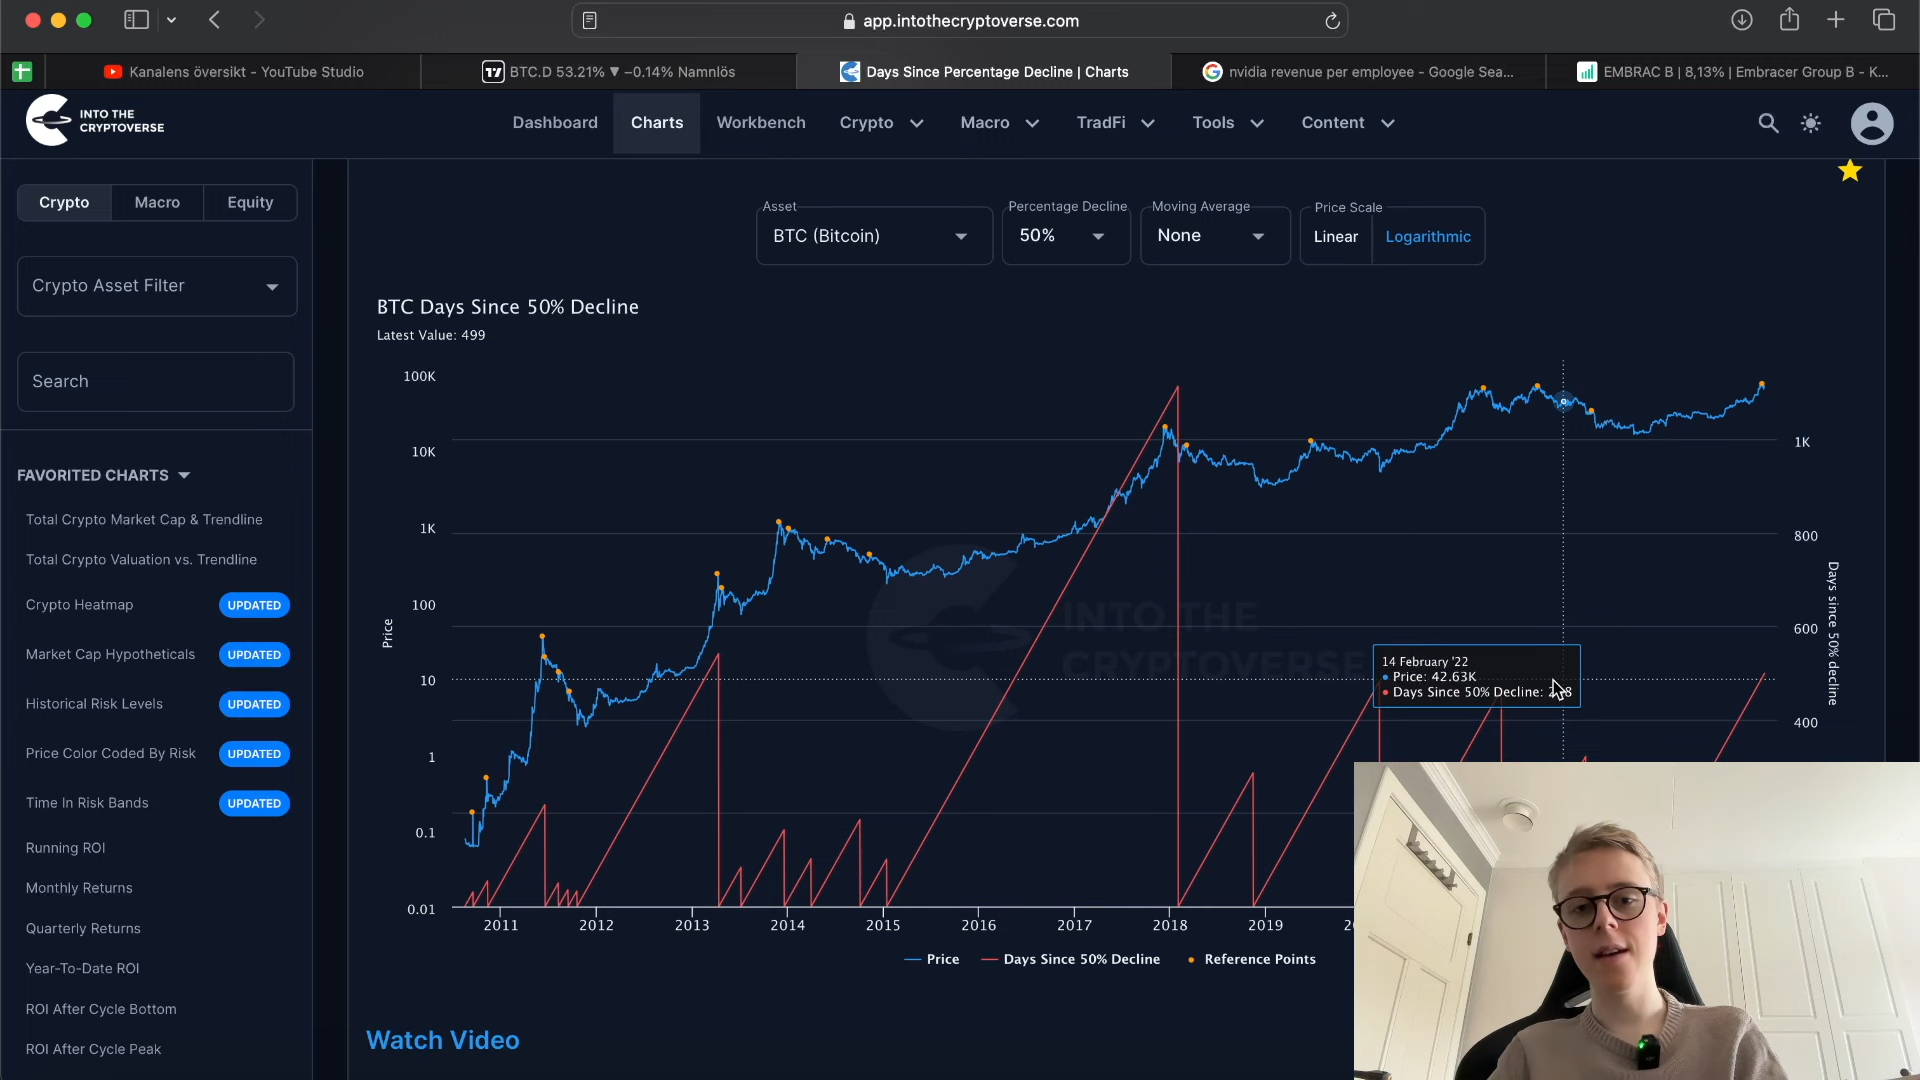 app.intothecryptoverse.com
Kanalens översikt - YouTube Studio
17 BTC.D 53.21% ▼ −0.14% Namnlös
Days Since Percentage Decline | Charts
nvidia revenue per employee - Google Sea...
EMBRAC B | 8,13% | Embracer Group B - K...
INTO THE
CRYPTOVERSE
Dashboard
Charts
Workbench
Crypto
Macro
TradFi
Tools
Content
Crypto
Macro
Equity
Crypto Asset Filter
Search
FAVORITED CHARTS
Total Crypto Market Cap & Trendline
Total Crypto Valuation vs. Trendline
Crypto Heatmap UPDATED
Market Cap Hypotheticals UPDATED
Historical Risk Levels UPDATED
Price Color Coded By Risk UPDATED
Time In Risk Bands UPDATED
Running ROI
Monthly Returns
Quarterly Returns
Year-To-Date ROI
ROI After Cycle Bottom
ROI After Cycle Peak
Asset
BTC (Bitcoin)
Percentage Decline
50%
Moving Average
None
Price Scale
Linear
Logarithmic
BTC Days Since 50% Decline
Latest Value: 499
100K
10K
1K
100
10
1
0.1
0.01
Price
1K
800
600
400
Days since 50% decline
INTO THE
CRYPTOVERSE
14 February '22
Price: 42.63K
Days Since 50% Decline:
2011 2012 2013 2014 2015 2016 2017 2018 2019
Price
Days Since 50% Decline
Reference Points
Watch Video